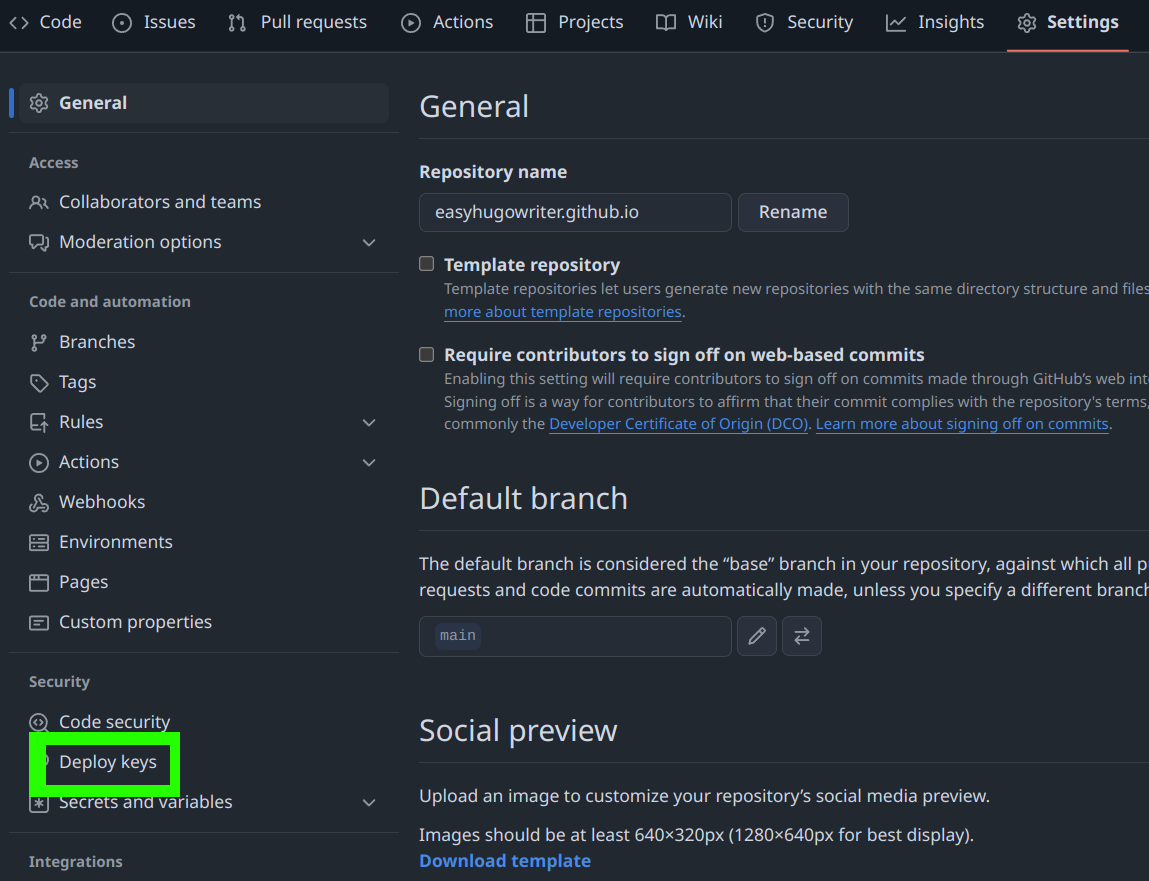 Code Issues Pull requests Actions Projects Wiki Security Insights Settings
General
Access
Collaborators and teams
Moderation options
Code and automation
Branches
Tags
Rules
Actions
Webhooks
Environments
Pages
Custom properties
Security
Code security
Deploy keys
Secrets and variables
Integrations
General
Repository name
easyhugowriter.github.io Rename
Template repository
Template repositories let users generate new repositories with the same directory structure and files
more about template repositories.
Require contributors to sign off on web-based commits
Enabling this setting will require contributors to sign off on commits made through GitHub's web
Signing off is a way for contributors to affirm that their commit complies with the repository's terms,
commonly the Developer Certificate of Origin (DCO). Learn more about signing off on commits.
Default branch
The default branch is considered the “base” branch in your repository, against which all
requests and code commits are automatically made, unless you specify a different branch
main
Social preview
Upload an image to customize your repository's social media preview.
Images should be at least 640×320px (1280×640px for best display).
Download template